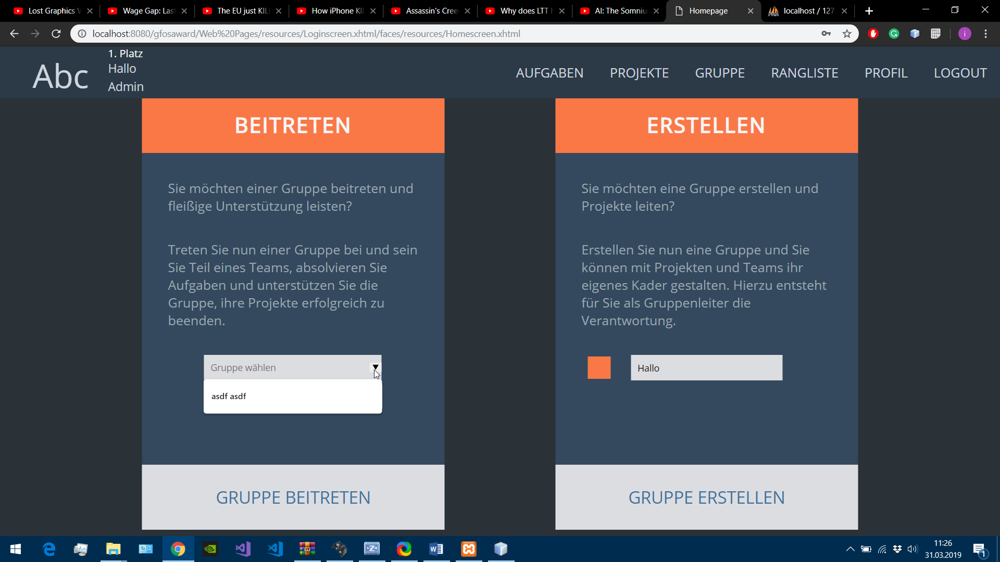 Lost Graphics V
Wage Gap: Las
The EU just KIL
How iPhone KI
Assassin's Cree
Why does LTT h
AI: The Somniu
Homepage
localhost / 127.
localhost:8080/gfosaward/Web%20Pages/resources/Loginscreen.xhtml/faces/resources/Homescreen.xhtml
Abc
1. Platz
Hallo
Admin
AUFGABEN
PROJEKTE
GRUPPE
RANGLISTE
PROFIL
LOGOUT
BEITRETEN
Sie möchten einer Gruppe beitreten und
fleißige Unterstützung leisten?
Treten Sie nun einer Gruppe bei und sein
Sie Teil eines Teams, absolvieren Sie
Aufgaben und unterstützen Sie die
Gruppe, ihre Projekte erfolgreich zu
beenden.
Gruppe wählen
asdf asdf
GRUPPE BEITRETEN
ERSTELLEN
Sie möchten eine Gruppe erstellen und
Projekte leiten?
Erstellen Sie nun eine Gruppe und Sie
können mit Projekten und Teams ihr
eigenes Kader gestalten. Hierzu entsteht
für Sie als Gruppenleiter die
Verantwortung.
Hallo
GRUPPE ERSTELLEN
11:26
31.03.2019
1